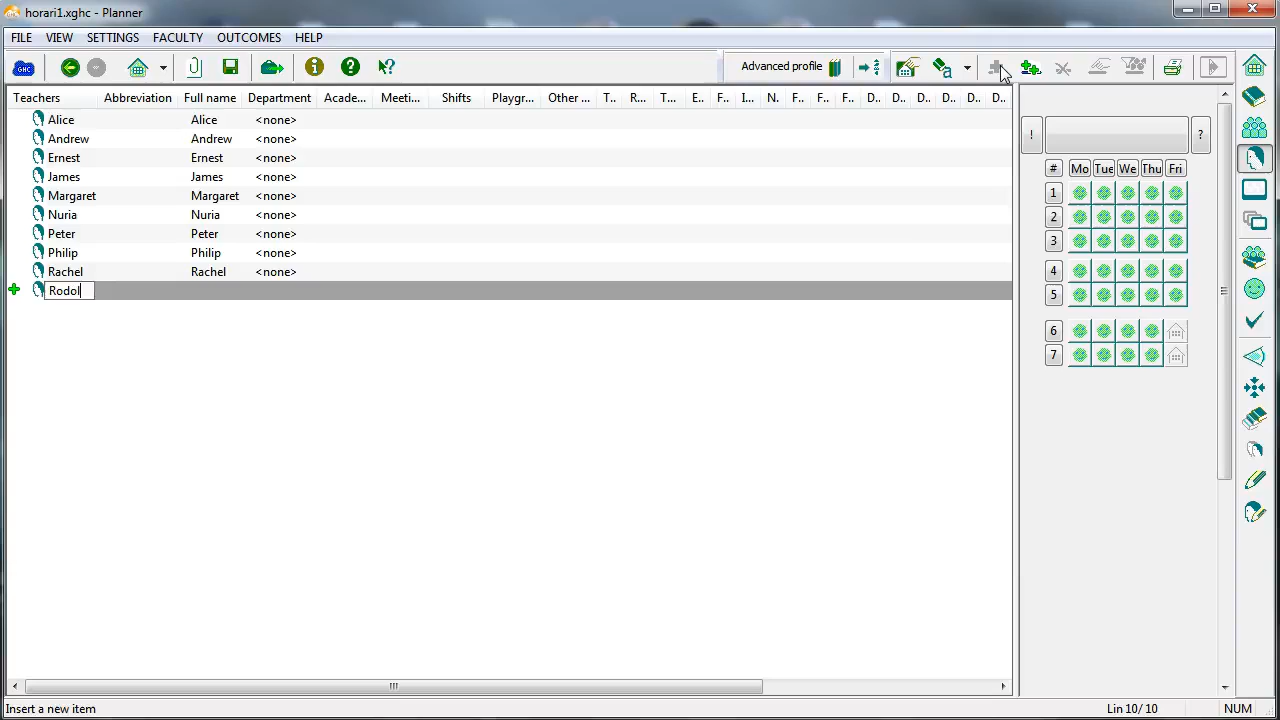 horari1.xghc - Planner
FILE VIEW SETTINGS FACULTY OUTCOMES HELP
GHC Advanced profile
Teachers Abbreviation Full name Department Acade... Meeti... Shifts Playgr... Other ... T.. R... T... E.. F.. I... N. F.. F.. F.. D.. D.. D.. D.. D..
Alice Alice <none>
Andrew Andrew <none>
Ernest Ernest <none>
James James <none>
Margaret Margaret <none>
Nuria Nuria <none>
Peter Peter <none>
Philip Philip <none>
Rachel Rachel <none>
Rodol
! ?
# Mo Tue We Thu Fri
1
2
3
4
5
6
7
Insert a new item Lin 10/ 10 NUM